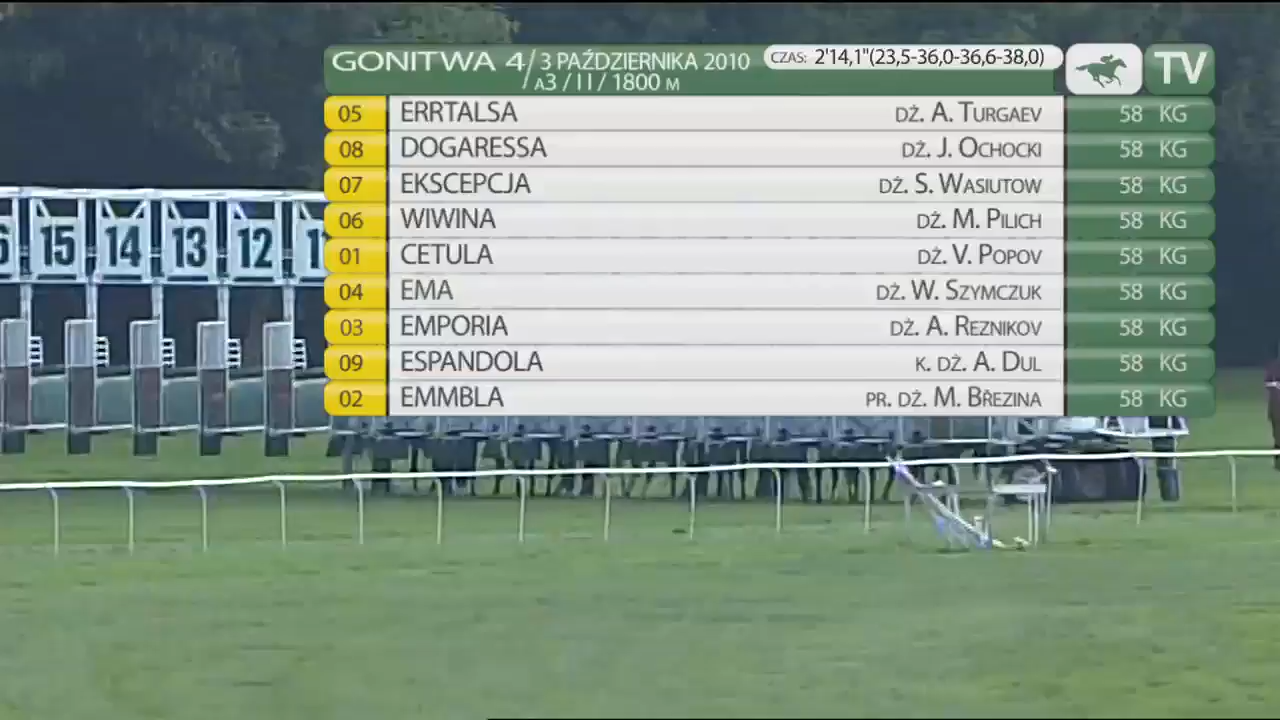 GONITWA 4 / 3 PAŹDZIERNIKA 2010 CZAS: 2'14,1"(23,5-36,0-36,6-38,0) TV
A3 / II / 1800 M
05 ERRTALSA DŻ. A. TURGAEV 58 KG
08 DOGARESSA DŻ. J. OCHOCKI 58 KG
07 EKSCEPCJA DŻ. S. WASIUTOW 58 KG
06 WIWINA DŻ. M. PILICH 58 KG
01 CETULA DŻ. V. POPOV 58 KG
04 EMA DŻ. W. SZYMCZUK 58 KG
03 EMPORIA DŻ. A. REZNIKOV 58 KG
09 ESPANDOLA K. DŻ. A. DUL 58 KG
02 EMMBLA PR. DŻ. M. BŘEZINA 58 KG
15 14 13 12